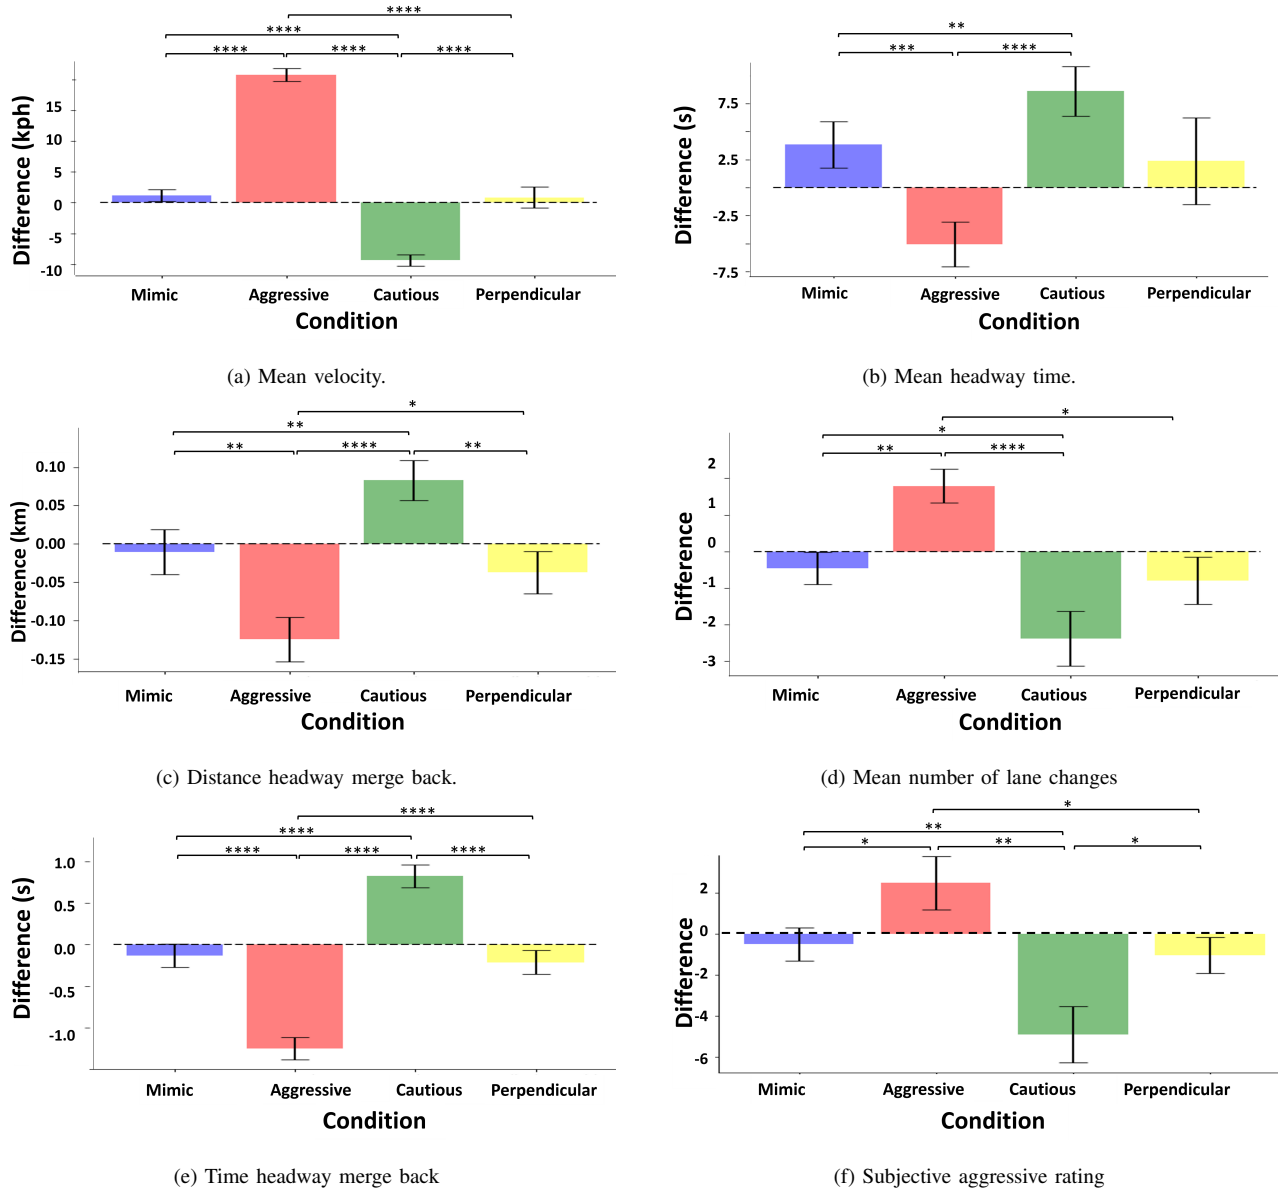 ****
****
**** **** ****
15
10
5
0
-5
-10
Difference (kph)
Mimic Aggressive Cautious Perpendicular
Condition
(a) Mean velocity.
**
*** ****
7.5
2.5
-2.5
-7.5
Difference (s)
Mimic Aggressive Cautious Perpendicular
Condition
(b) Mean headway time.
*
**
** **** **
0.10
0.05
0.00
-0.05
-0.10
-0.15
Difference (km)
Mimic Aggressive Cautious Perpendicular
Condition
(c) Distance headway merge back.
*
*
** ****
2
1
0
-1
-2
-3
Difference
Mimic Aggressive Cautious Perpendicular
Condition
(d) Mean number of lane changes
****
****
**** **** ****
1.0
0.5
0.0
-0.5
-1.0
Difference (s)
Mimic Aggressive Cautious Perpendicular
Condition
(e) Time headway merge back
*
**
* ** *
2
0
-2
-4
-6
Difference
Mimic Aggressive Cautious Perpendicular
Condition
(f) Subjective aggressive rating